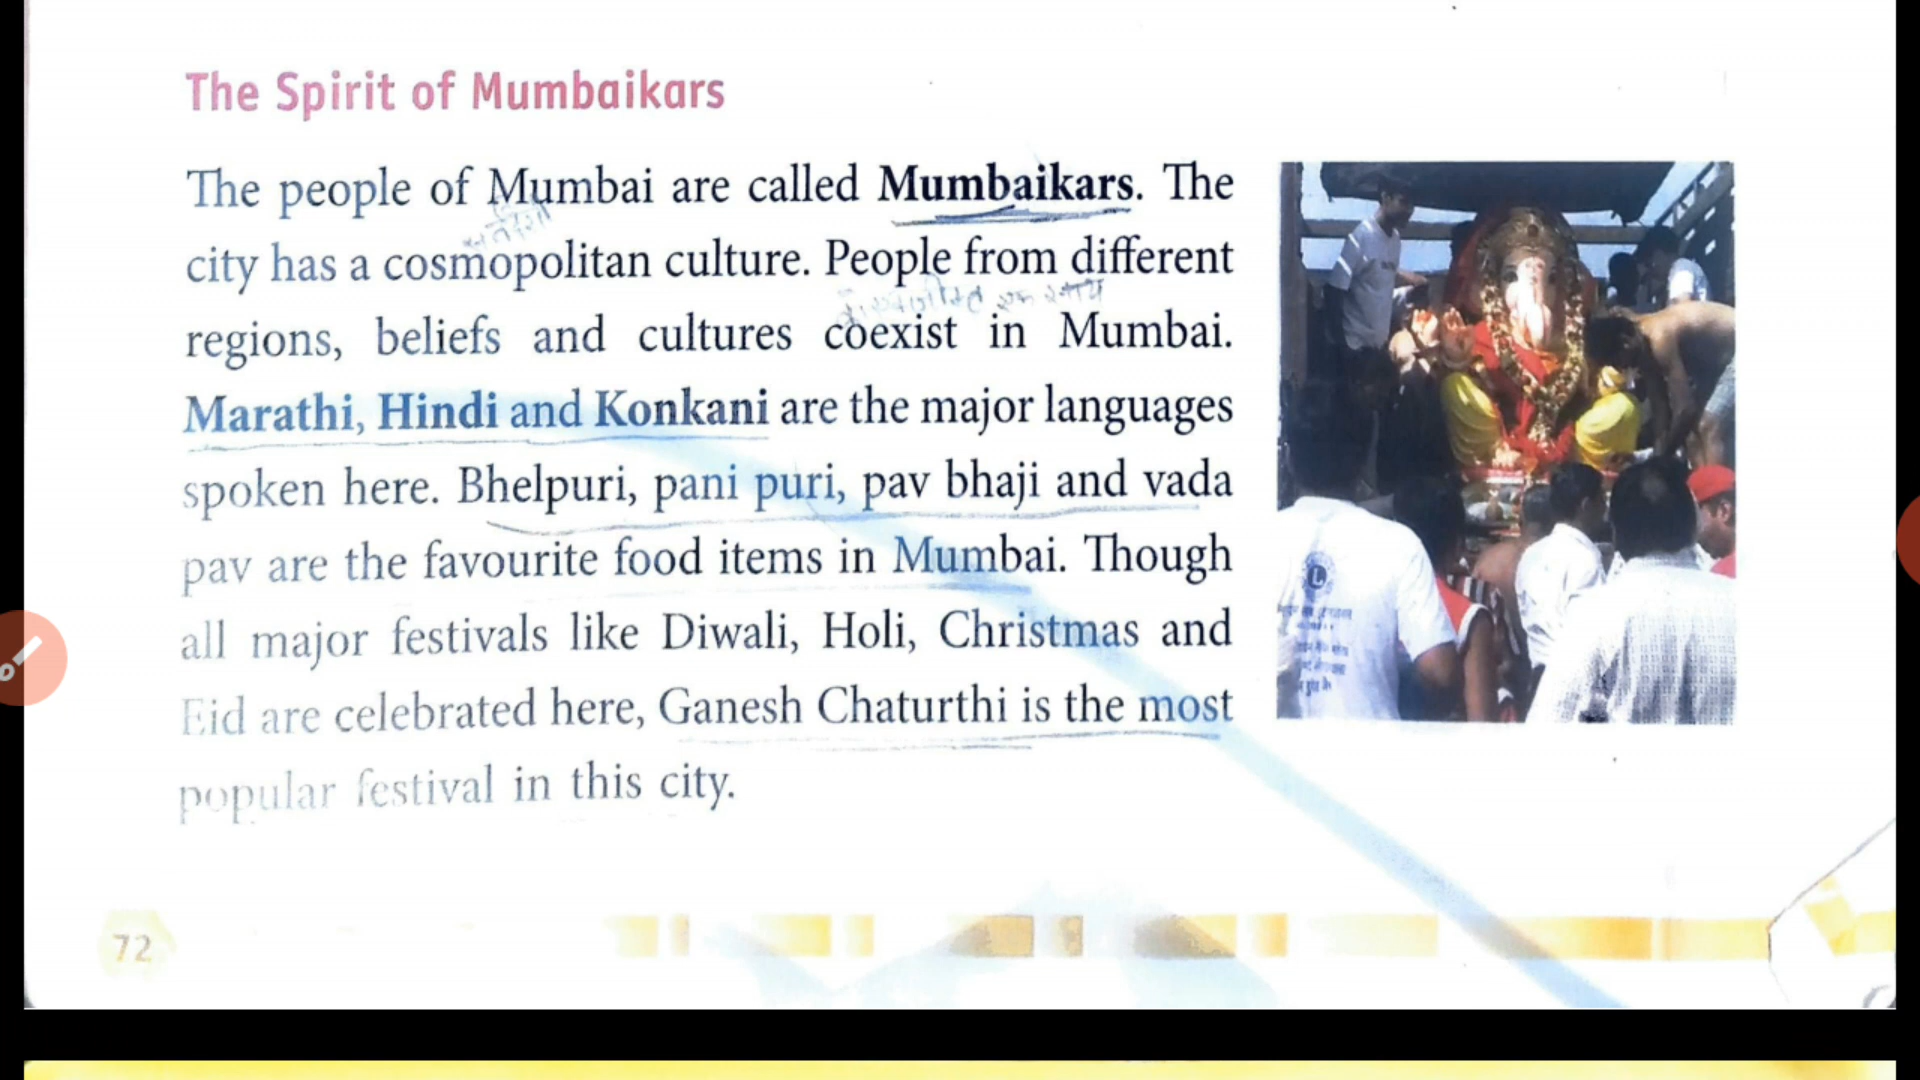 The Spirit of Mumbaikars
The people of Mumbai are called Mumbaikars. The
city has a cosmopolitan culture. People from different
regions, beliefs and cultures coexist in Mumbai.
Marathi, Hindi and Konkani are the major languages
spoken here. Bhelpuri, pani puri, pav bhaji and vada
pav are the favourite food items in Mumbai. Though
all major festivals like Diwali, Holi, Christmas and
Eid are celebrated here, Ganesh Chaturthi is the most
popular festival in this city.
L
72